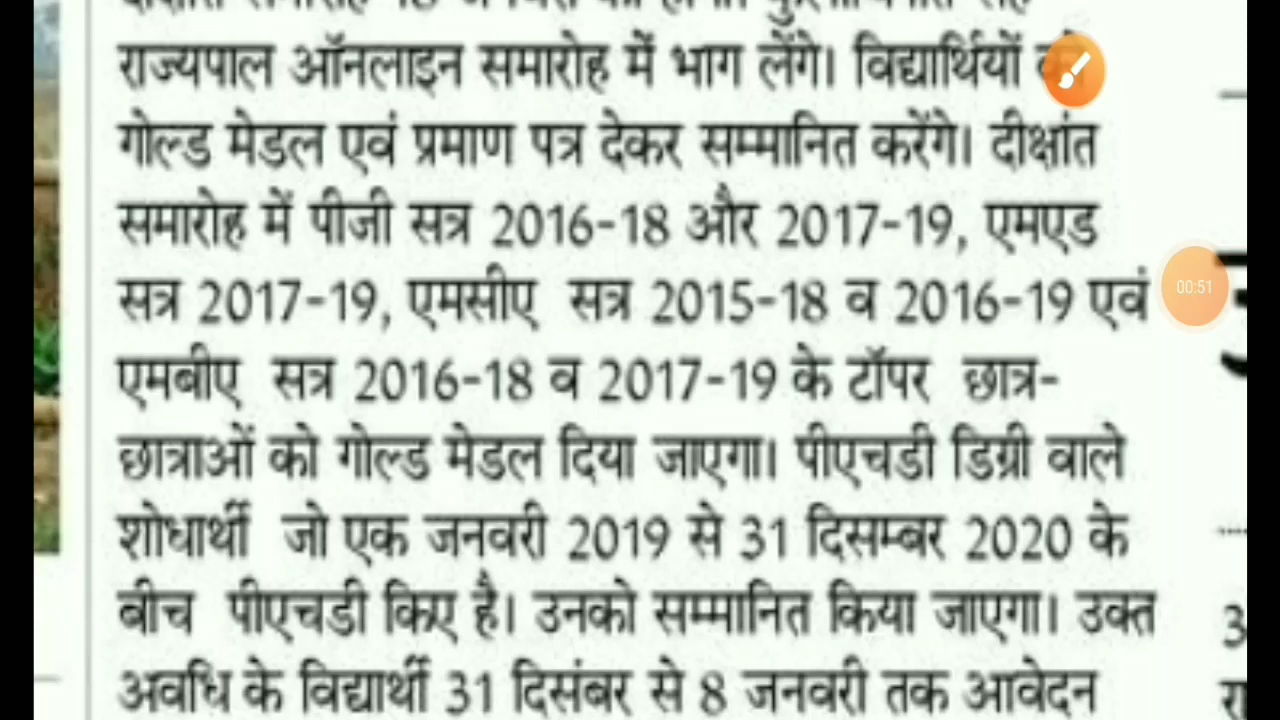 राज्यपाल ऑनलाइन समारोह में भाग लेंगे। विद्यार्थियों
गोल्ड मेडल एवं प्रमाण पत्र देकर सम्मानित करेंगे। दीक्षांत
समारोह में पीजी सत्र 2016-18 और 2017-19, एमएड
सत्र 2017-19, एमसीए सत्र 2015-18 व 2016-19 एवं
00:51
एमबीए सत्र 2016-18 व 2017-19 के टॉपर छात्र-
छात्राओं को गोल्ड मेडल दिया जाएगा। पीएचडी डिग्री वाले
शोधार्थी जो एक जनवरी 2019 से 31 दिसम्बर 2020 के
बीच पीएचडी किए है। उनको सम्मानित किया जाएगा। उक्त
अवधि के विद्यार्थी 31 दिसंबर से 8 जनवरी तक आवेदन